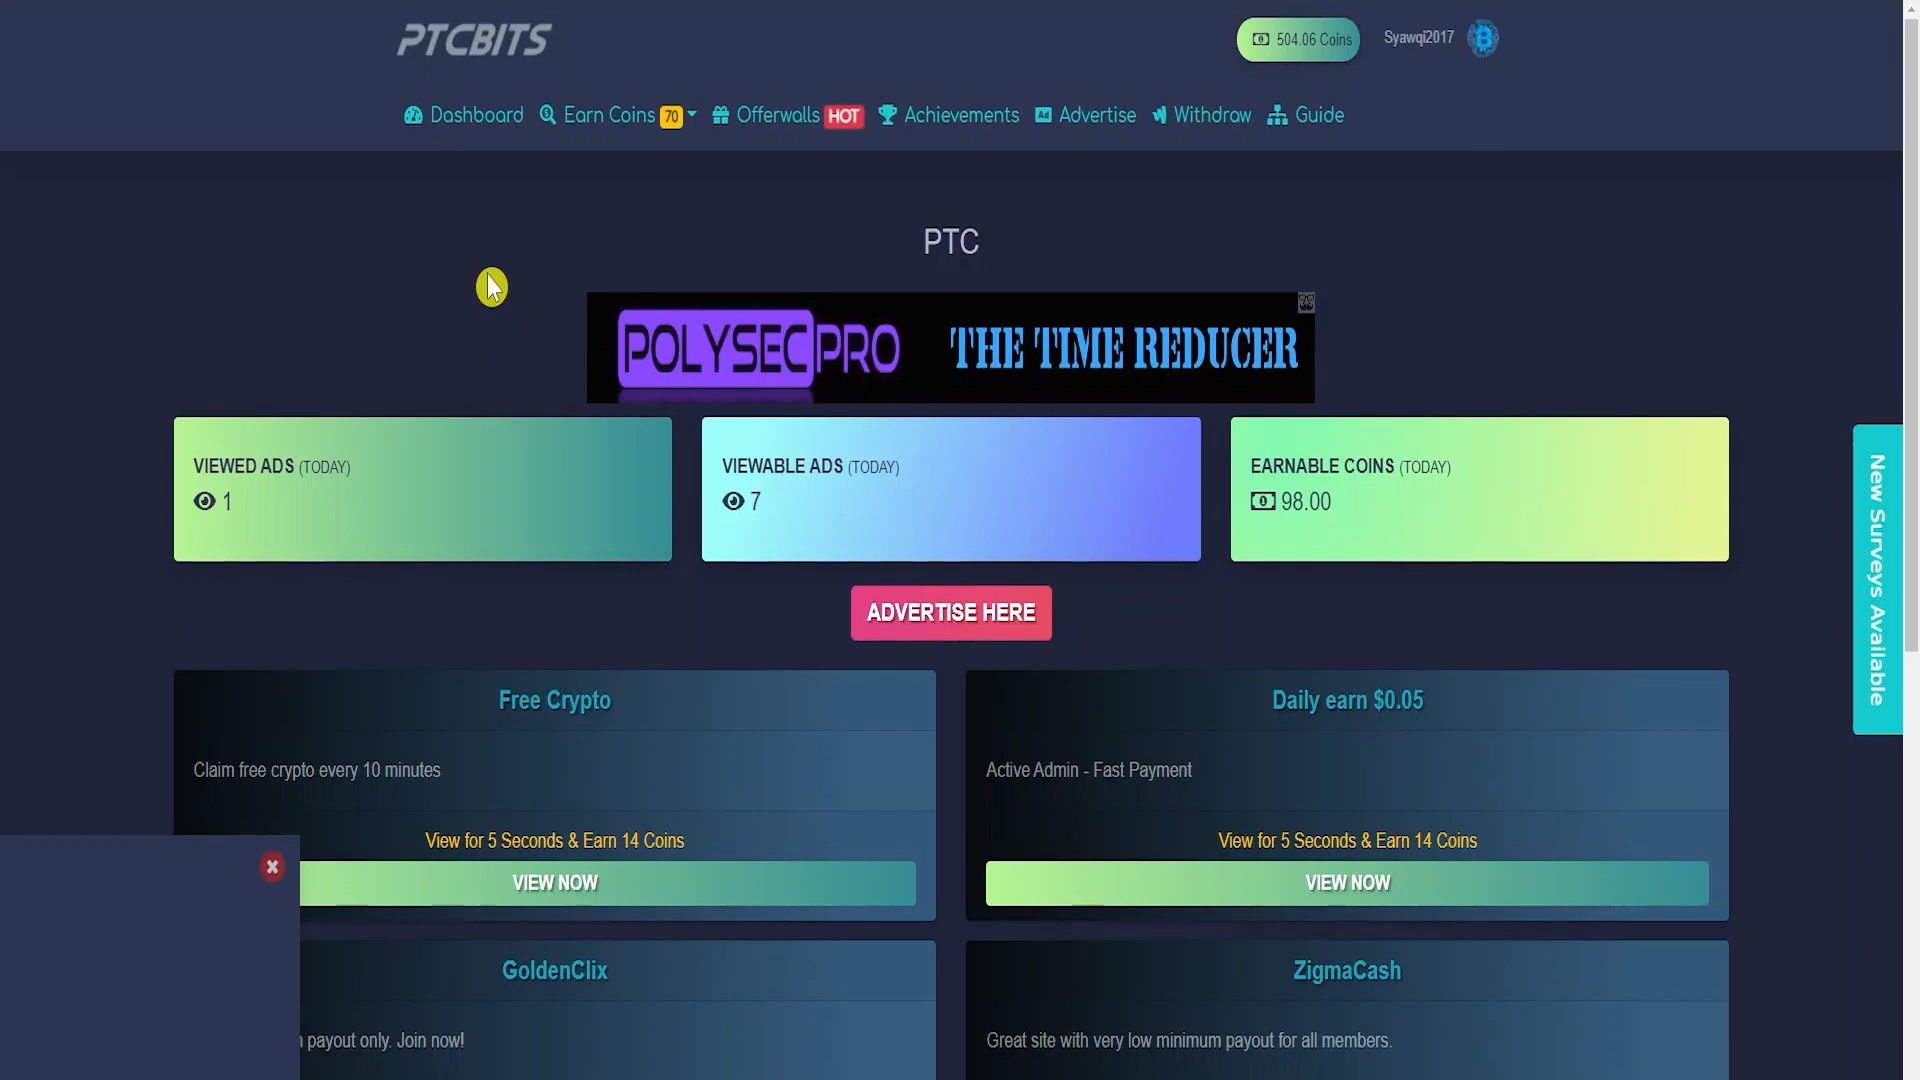 PTCBITS
504.06 Coins
Syawqi2017
Dashboard
Earn Coins 70
Offerwalls HOT
Achievements
Ad Advertise
Withdraw
Guide
PTC
POLYSECPRO THE TIME REDUCER
VIEWED ADS (TODAY)
1
VIEWABLE ADS (TODAY)
7
EARNABLE COINS (TODAY)
98.00
ADVERTISE HERE
New Surveys Available
Free Crypto
Claim free crypto every 10 minutes
View for 5 Seconds & Earn 14 Coins
VIEW NOW
Daily earn $0.05
Active Admin - Fast Payment
View for 5 Seconds & Earn 14 Coins
VIEW NOW
GoldenClix
payout only. Join now!
ZigmaCash
Great site with very low minimum payout for all members.